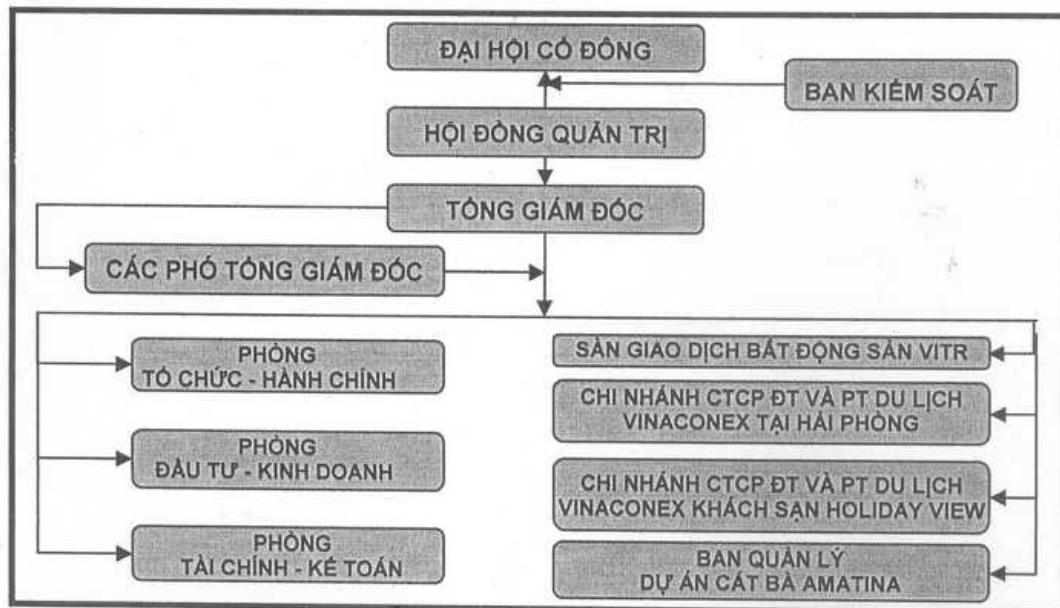 ĐẠI HỘI CỔ ĐÔNG
BAN KIỂM SOÁT
HỘI ĐỒNG QUẢN TRỊ
TỔNG GIÁM ĐỐC
CÁC PHÓ TỔNG GIÁM ĐỐC
PHÒNG
TỔ CHỨC - HÀNH CHÍNH
PHÒNG
ĐẦU TƯ - KINH DOANH
PHÒNG
TÀI CHÍNH - KẾ TOÁN
SÀN GIAO DỊCH BẤT ĐỘNG SẢN VITR
CHI NHÁNH CTCP ĐT VÀ PT DU LỊCH
VINACONEX TẠI HẢI PHÒNG
CHI NHÁNH CTCP ĐT VÀ PT DU LỊCH
VINACONEX KHÁCH SẠN HOLIDAY VIEW
BAN QUẢN LÝ
DỰ ÁN CÁT BÀ AMATINA